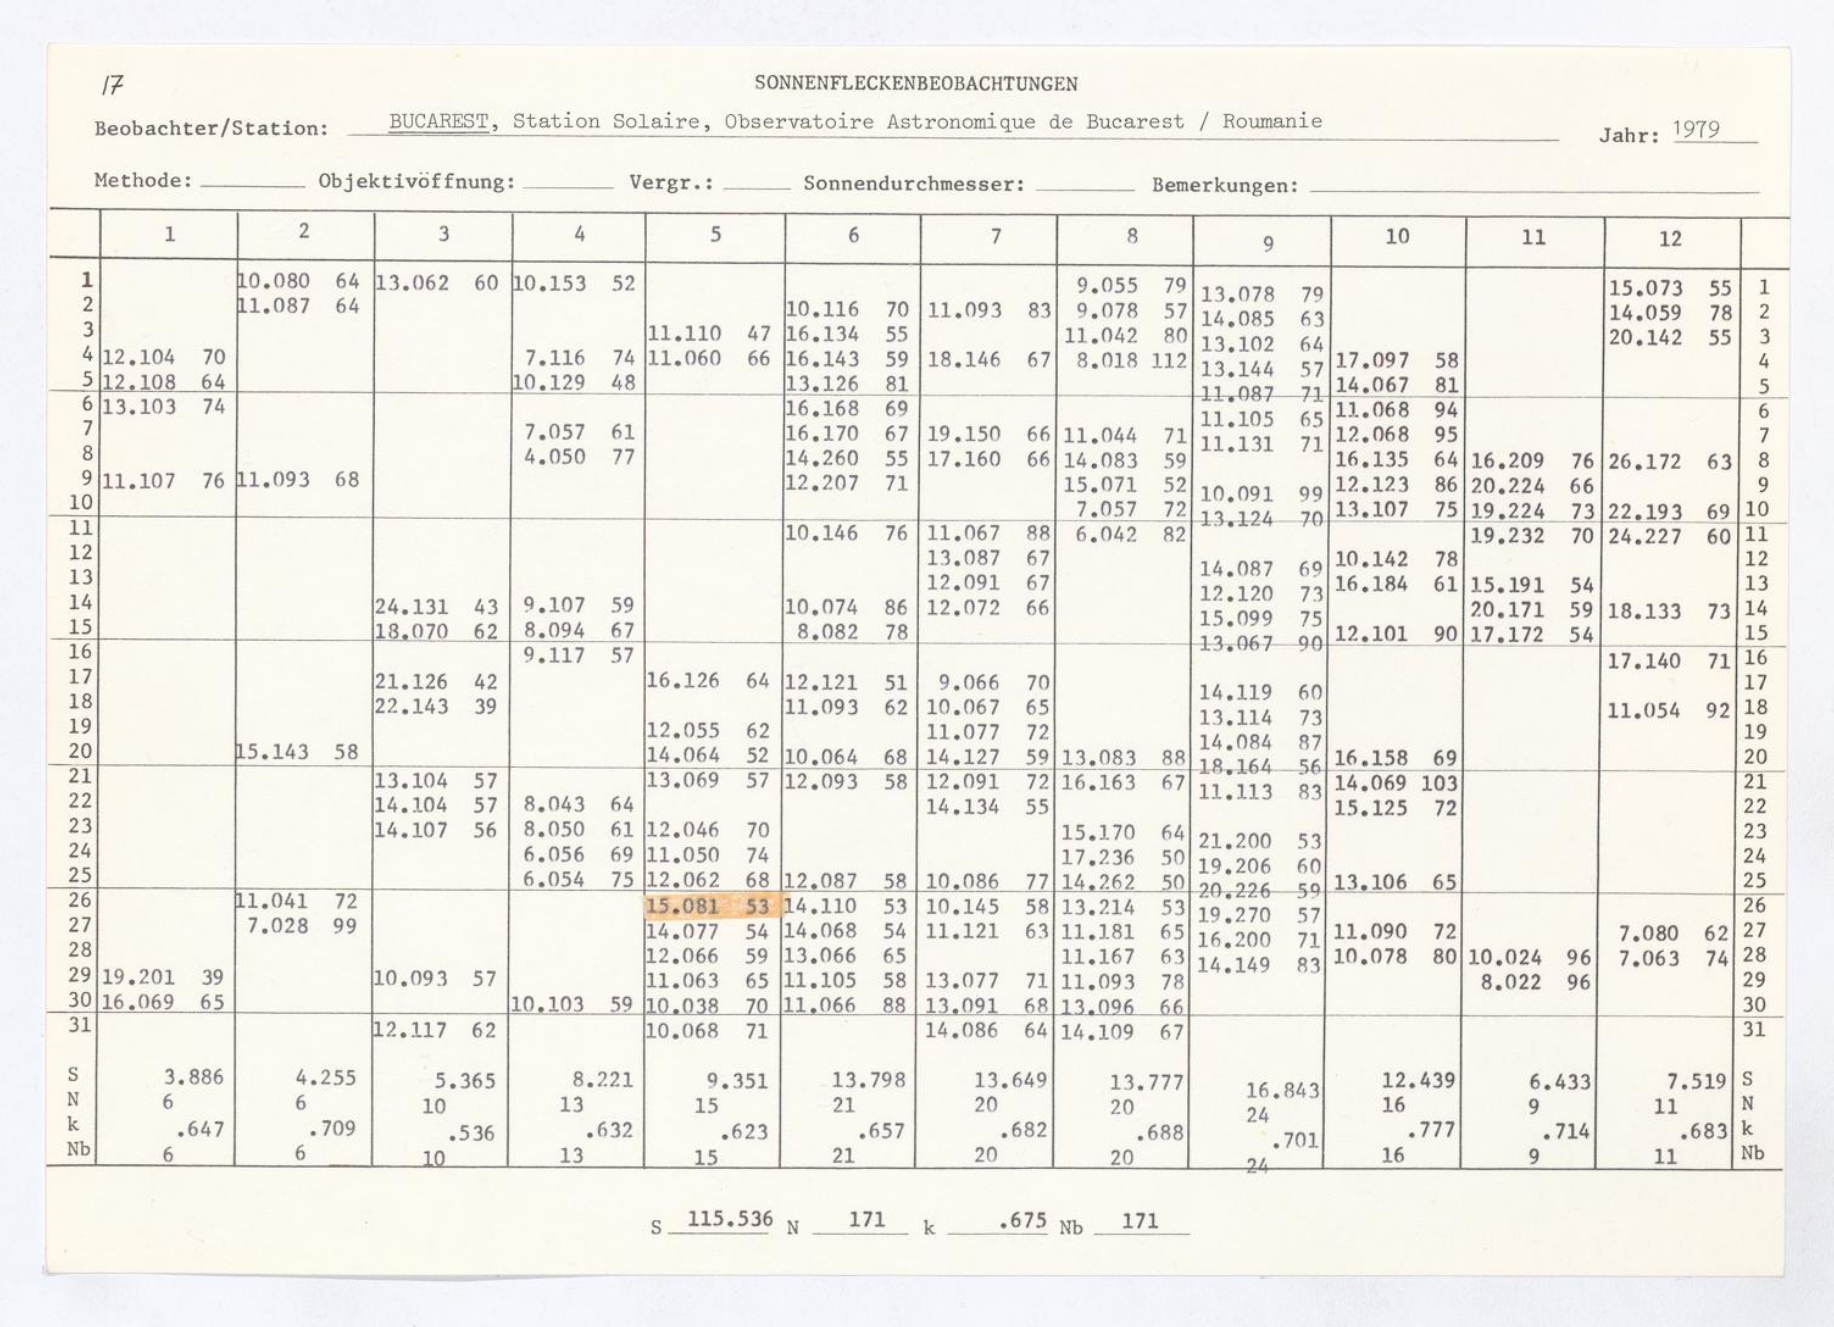 17
SONNENFLECKENBEOBACHTUNGEN
Beobachter/Station: BUCAREST, Station Solaire, Observatoire Astronomique de Bucarest / Roumanie Jahr: 1979
Methode: Objektivöffnung: Vergr.: Sonnendurchmesser: Bemerkungen:
1 2 3 4 5 6 7 8 9 10 11 12
1 10.080 64 13.062 60 10.153 52 9.055 79 13.078 79 15.073 55 1
2 11.087 64 10.116 70 11.093 83 9.078 57 14.085 63 14.059 78 2
3 11.110 47 16.134 55 11.042 80 13.102 64 20.142 55 3
4 12.104 70 7.116 74 11.060 66 16.143 59 18.146 67 8.018 112 13.144 57 17.097 58 4
5 12.108 64 10.129 48 13.126 81 11.087 71 14.067 81 5
6 13.103 74 16.168 69 11.105 65 11.068 94 6
7 7.057 61 16.170 67 19.150 66 11.044 71 11.131 71 12.068 95 7
8 4.050 77 14.260 55 17.160 66 14.083 59 16.135 64 16.209 76 26.172 63 8
9 11.107 76 11.093 68 12.207 71 15.071 52 10.091 99 12.123 86 20.224 66 9
10 7.057 72 13.124 70 13.107 75 19.224 73 22.193 69 10
11 10.146 76 11.067 88 6.042 82 19.232 70 24.227 60 11
12 13.087 67 14.087 69 10.142 78 12
13 12.091 67 12.120 73 16.184 61 15.191 54 13
14 24.131 43 9.107 59 10.074 86 12.072 66 15.099 75 20.171 59 18.133 73 14
15 18.070 62 8.094 67 8.082 78 13.067 90 12.101 90 17.172 54 15
16 9.117 57 17.140 71 16
17 21.126 42 16.126 64 12.121 51 9.066 70 14.119 60 17
18 22.143 39 11.093 62 10.067 65 13.114 73 11.054 92 18
19 12.055 62 11.077 72 14.084 87 19
20 15.143 58 14.064 52 10.064 68 14.127 59 13.083 88 18.164 56 16.158 69 20
21 13.104 57 13.069 57 12.093 58 12.091 72 16.163 67 11.113 83 14.069 103 21
22 14.104 57 8.043 64 14.134 55 15.125 72 22
23 14.107 56 8.050 61 12.046 70 15.170 64 21.200 53 23
24 6.056 69 11.050 74 17.236 50 19.206 60 24
25 6.054 75 12.062 68 12.087 58 10.086 77 14.262 50 20.226 59 13.106 65 25
26 11.041 72 15.081 53 14.110 53 10.145 58 13.214 53 19.270 57 26
27 7.028 99 14.077 54 14.068 54 11.121 63 11.181 65 16.200 71 11.090 72 7.080 62 27
28 12.066 59 13.066 65 11.167 63 14.149 83 10.078 80 10.024 96 7.063 74 28
29 19.201 39 10.093 57 11.063 65 11.105 58 13.077 71 11.093 78 8.022 96 29
30 16.069 65 10.103 59 10.038 70 11.066 88 13.091 68 13.096 66 30
31 12.117 62 10.068 71 14.086 64 14.109 67 31
S 3.886 4.255 5.365 8.221 9.351 13.798 13.649 13.777 16.843 12.439 6.433 7.519 S
N 6 6 10 13 15 21 20 20 24 16 9 11 N
k .647 .709 .536 .632 .623 .657 .682 .688 .701 .777 .714 .683 k
Nb 6 6 10 13 15 21 20 20 24 16 9 11 Nb
S 115.536 N 171 k .675 Nb 171